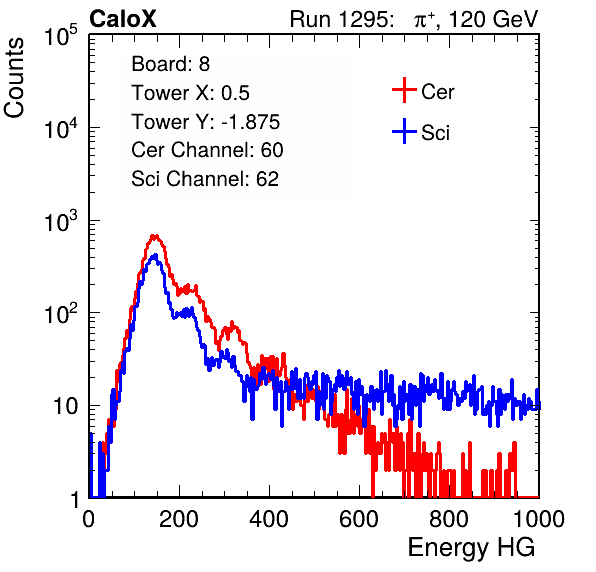 CaloX Run 1295: π⁺, 120 GeV
Board: 8
Tower X: 0.5
Tower Y: -1.875
Cer Channel: 60
Sci Channel: 62
Cer
Sci
Counts
10⁵
10⁴
10³
10²
10
1
0 200 400 600 800 1000
Energy HG